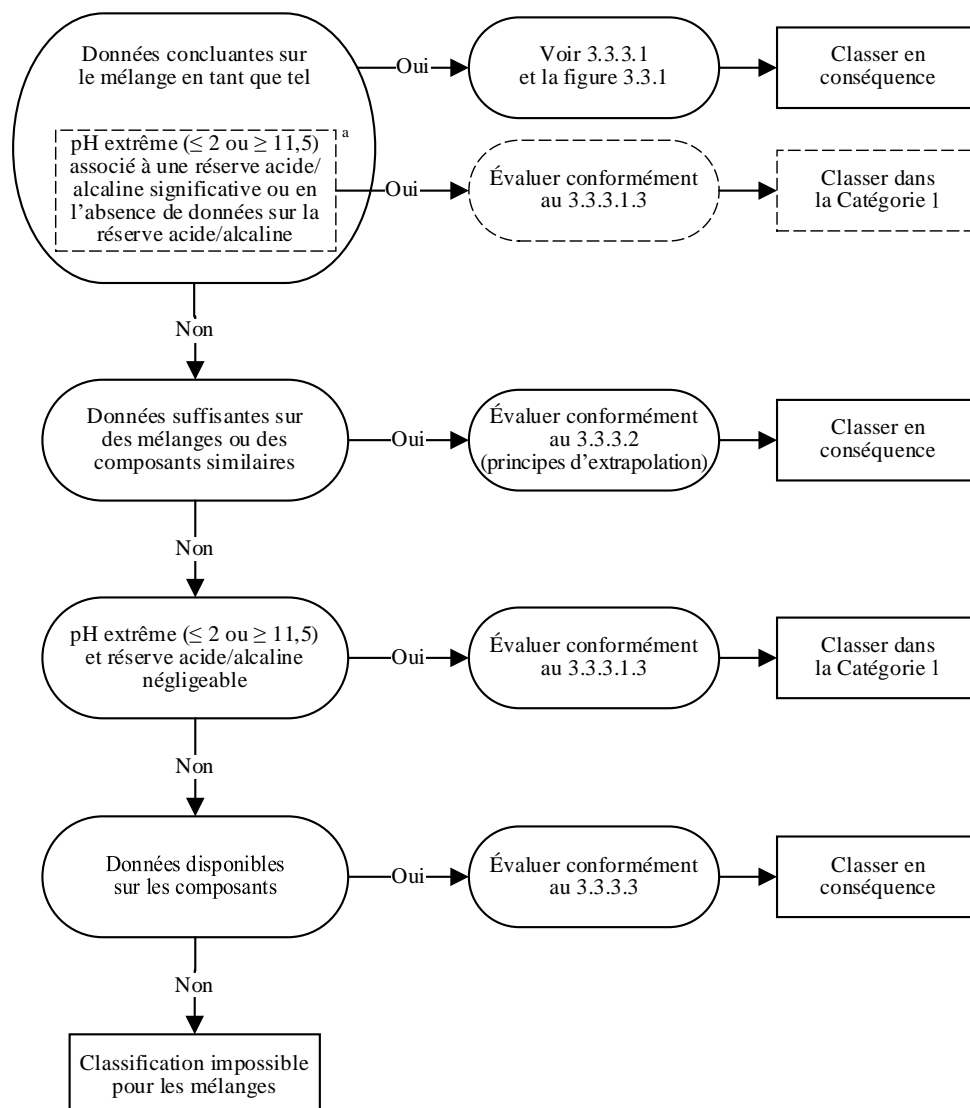 Données concluantes sur
le mélange en tant que tel
Oui
Voir 3.3.3.1
et la figure 3.3.1
Classer en
conséquence
pH extrême (≤ 2 ou ≥ 11,5)
associé à une réserve acide/
alcaline significative ou en
l'absence de données sur la
réserve acide/alcaline
a
Oui
Évaluer conformément
au 3.3.3.1.3
Classer dans
la Catégorie 1
Non
Données suffisantes sur
des mélanges ou des
composants similaires
Oui
Évaluer conformément
au 3.3.3.2
(principes d'extrapolation)
Classer en
conséquence
Non
pH extrême (≤ 2 ou ≥ 11,5)
et réserve acide/alcaline
négligeable
Oui
Évaluer conformément
au 3.3.3.1.3
Classer dans
la Catégorie 1
Non
Données disponibles
sur les composants
Oui
Évaluer conformément
au 3.3.3.3
Classer en
conséquence
Non
Classification impossible
pour les mélanges